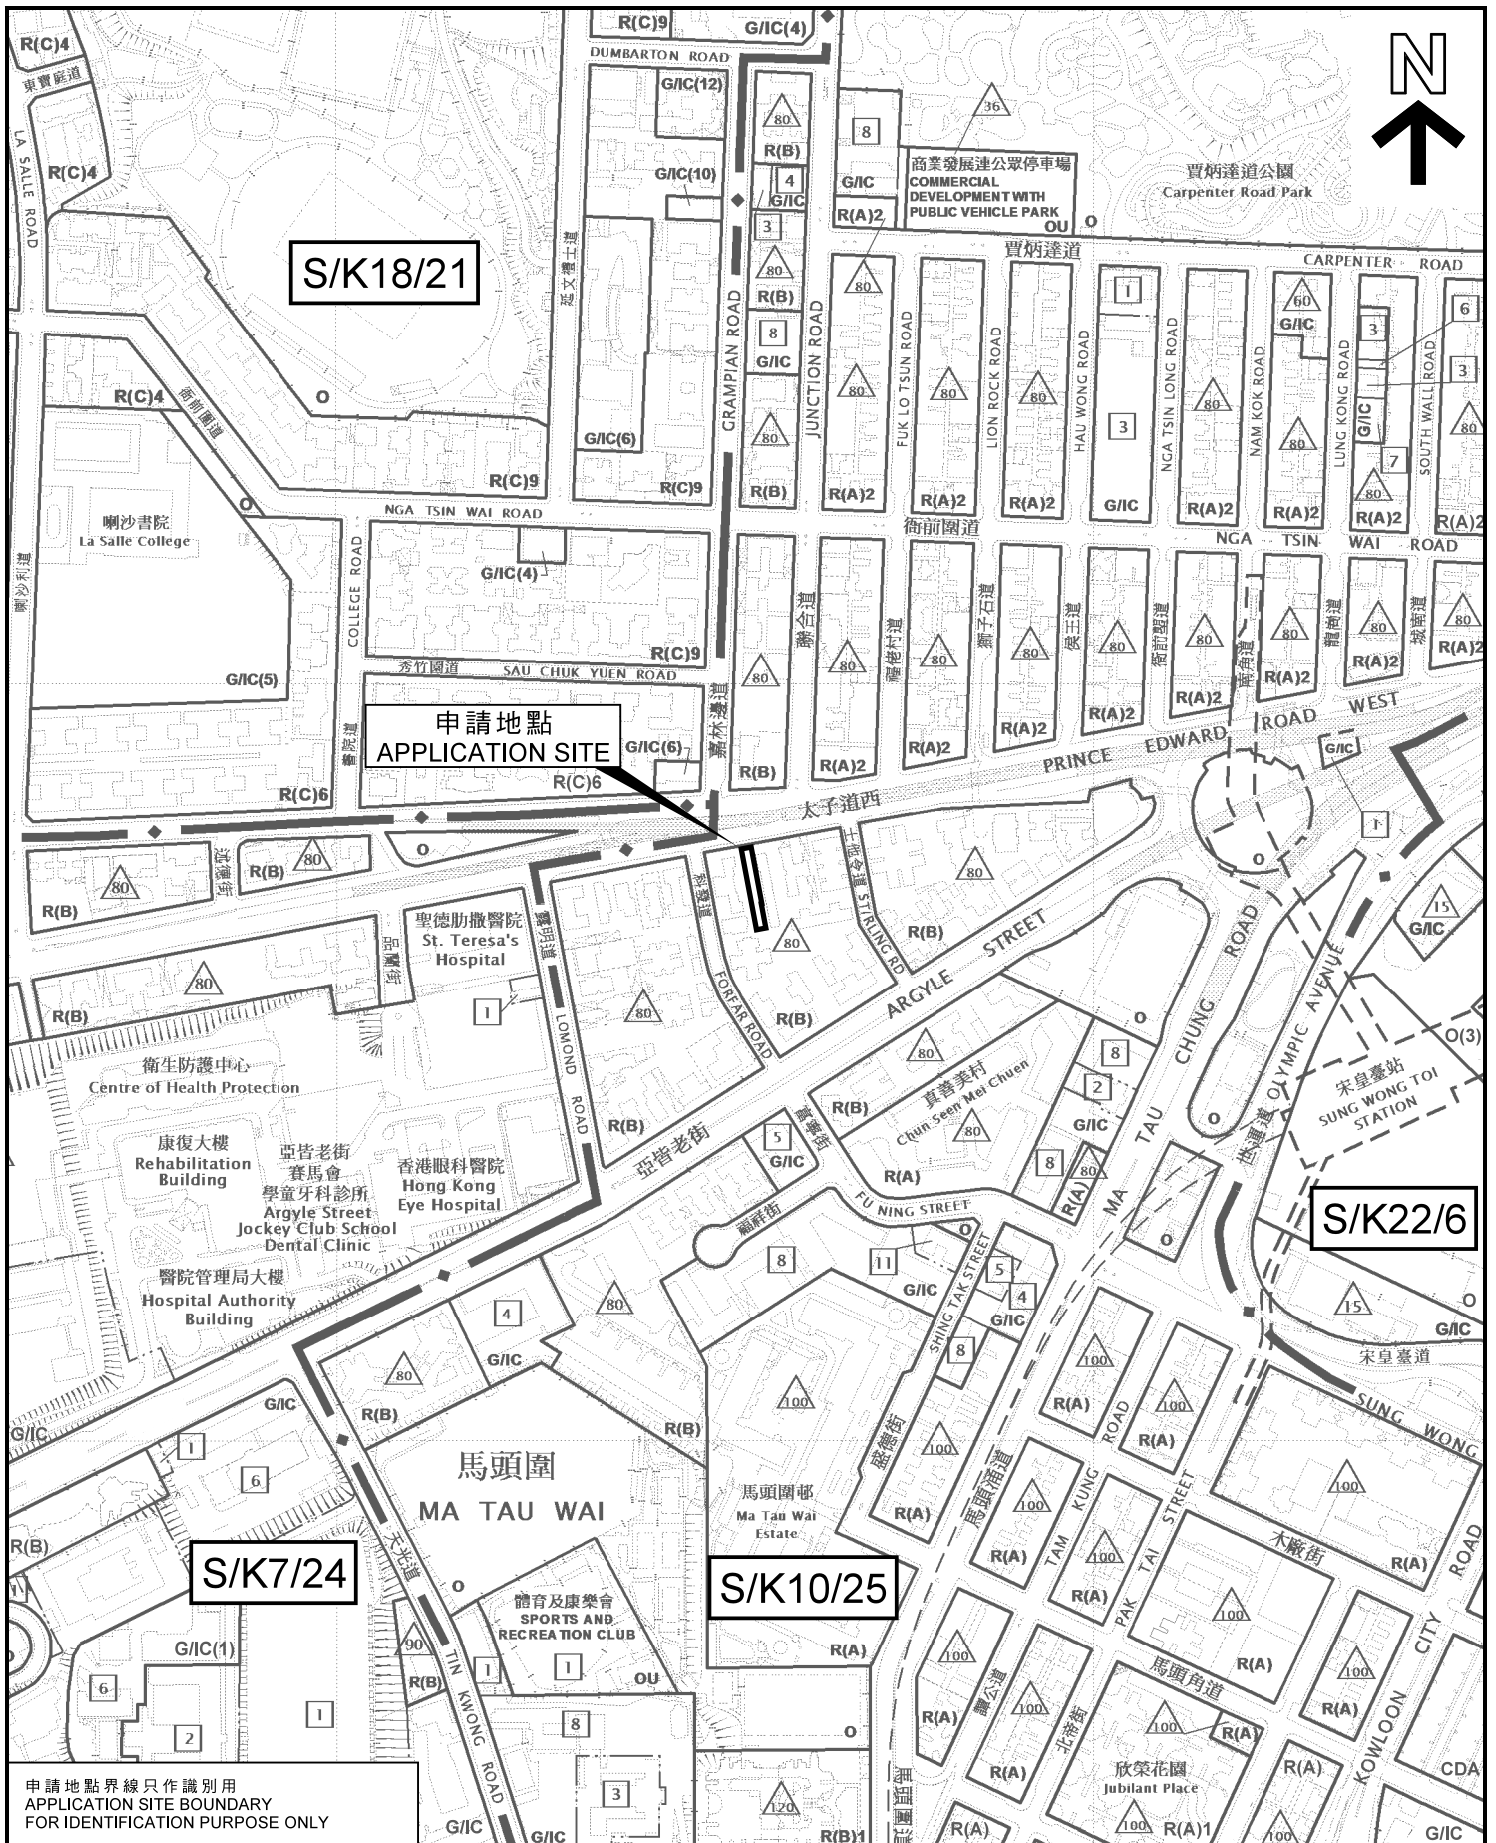 R(C)9
G/IC(4)
R(C)4
東寶庭道
DUMBARTON ROAD
G/IC(12)
N
36
80
8
R(B)
LA SALLE ROAD
R(C)4
G/IC(10)
4
G/IC
G/IC
商業發展連公眾停車場
COMMERCIAL
DEVELOPMENT WITH
PUBLIC VEHICLE PARK
OU
賈炳達道公園
Carpenter Road Park
R(A)2
O
3
賈炳達道
CARPENTER ROAD
S/K18/21
延文禮士道
80
R(B)
80
1
60
G/IC
6
3
8
G/IC
GRAMPIAN ROAD
JUNCTION ROAD
FUK LO TSUN ROAD
LION ROCK ROAD
HAU WONG ROAD
NGA TSIN LONG ROAD
NAM KOK ROAD
LUNG KONG ROAD
SOUTH WALL ROAD
3
R(C)4
衙前圍道
O
80
80
80
80
80
80
G/IC
80
G/IC(6)
3
7
R(C)9
R(C)9
R(B)
80
R(A)2
R(A)2
R(A)2
G/IC
R(A)2
R(A)2
R(A)2
R(A)2
O
NGA TSIN WAI ROAD
衙前圍道
NGA TSIN WAI ROAD
喇沙書院
La Salle College
喇沙利道
COLLEGE ROAD
G/IC(4)
聯合道
福佬村道
獅子石道
侯王道
衙前塱道
南角道
龍崗道
城南道
80
80
80
80
80
80
80
80
80
R(C)9
R(A)2
R(A)2
R(A)2
秀竹園道
SAU CHUK YUEN ROAD
G/IC(5)
R(A)2
R(A)2
R(A)2
R(A)2
R(A)2
R(B)
書院道
嘉林邊道
申請地點
APPLICATION SITE
G/IC(6)
R(C)6
R(C)6
太子道西
PRINCE EDWARD ROAD WEST
G/IC
1
O
O
80
R(B)
80
R(B)
科發道
士他令道 STIRLING RD
80
R(B)
聖德肋撒醫院
St. Teresa's
Hospital
露明道
LOMOND ROAD
80
15
G/IC
80
R(B)
1
80
FORFAR ROAD
R(B)
ARGYLE STREET
O
O(3)
80
8
2
G/IC
衛生防護中心
Centre of Health Protection
R(B)
真善美村
Chun Seen Mei Chuen
80
R(A)
MA TAU CHUNG ROAD
O
世運道 OLYMPIC AVENUE
宋皇臺站
SUNG WONG TOI
STATION
康復大樓
Rehabilitation
Building
亞皆老街
賽馬會
學童牙科診所
Argyle Street
Jockey Club School
Dental Clinic
香港眼科醫院
Hong Kong
Eye Hospital
R(B)
亞皆老街
5
G/IC
富寧街
8
80
R(A)
福祥街
FU NING STREET
O
O
S/K22/6
醫院管理局大樓
Hospital Authority
Building
8
11
G/IC
SHING TAK STREET
5
4
G/IC
15
O
G/IC
宋皇臺道
80
4
G/IC
80
R(B)
8
100
SUNG WONG
G/IC
G/IC
R(B)
100
R(A)
100
R(A)
盛德街
100
1
6
馬頭圍
MA TAU WAI
馬頭圍邨
Ma Tau Wai
Estate
R(A)
馬頭涌道
100
R(A)
TAM KUNG ROAD
100
R(A)
PAK TAI STREET
100
木廠街
R(A)
R(B)
S/K7/24
天光道
TIN KWONG ROAD
O
體育及康樂會
SPORTS AND
RECREATION CLUB
1
OU
S/K10/25
R(A)
100
100
R(A)
KOWLOON CITY ROAD
1
G/IC(1)
90
R(B)
1
6
2
1
8
O
R(A)
譚公道
100
北帝街
馬頭角道
100
R(A)
100
R(A)
R(A)
欣榮花園
Jubilant Place
R(A)
CDA
3
120
申請地點界線只作識別用
APPLICATION SITE BOUNDARY
FOR IDENTIFICATION PURPOSE ONLY
G/IC
G/IC
R(B)1
R(A)
100
R(A)1
100
G/IC